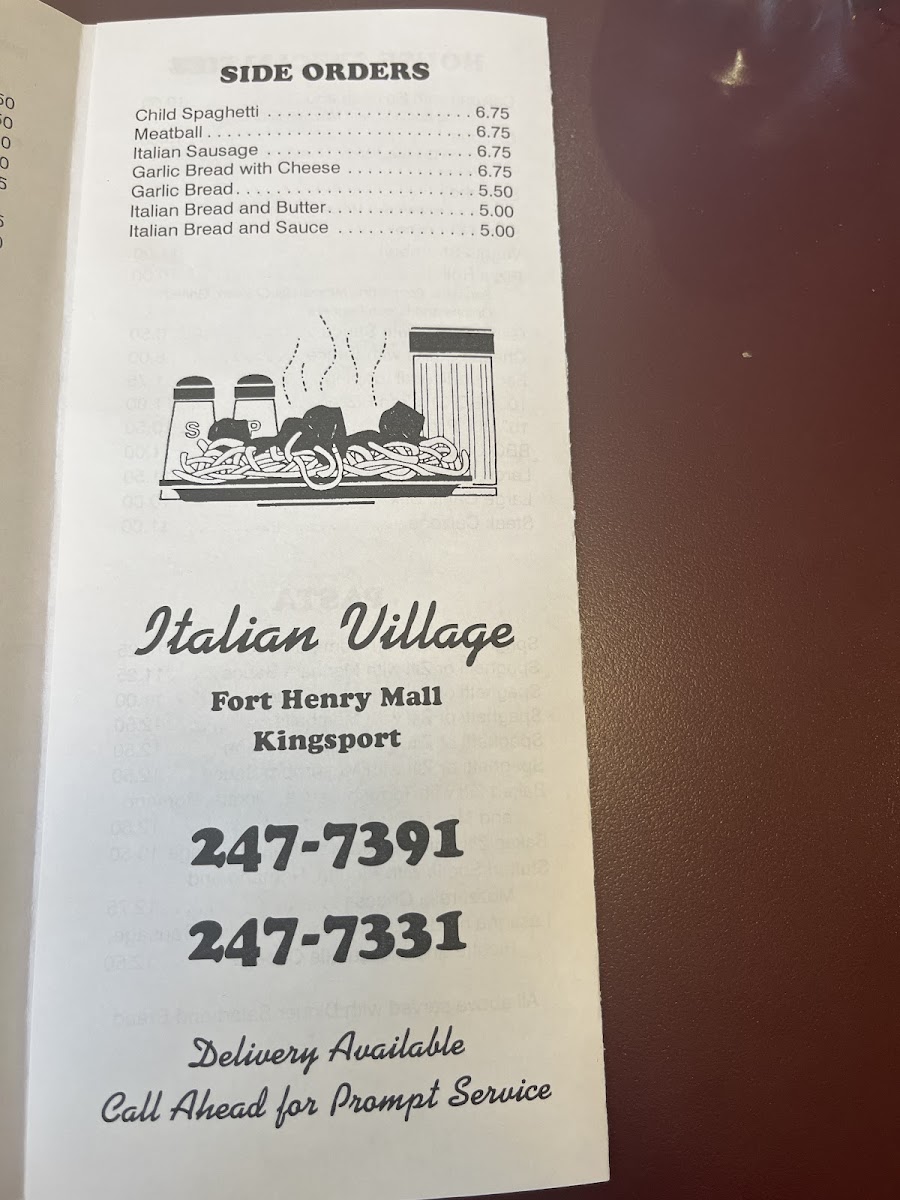 SIDE ORDERS
Child Spaghetti ...................... 6.75
Meatball ............................ 6.75
Italian Sausage ...................... 6.75
Garlic Bread with Cheese ............. 6.75
Garlic Bread......................... 5.50
Italian Bread and Butter............... 5.00
Italian Bread and Sauce .............. 5.00
S P
Italian Village
Fort Henry Mall
Kingsport
247-7391
247-7331
Delivery Available
Call Ahead for Prompt Service